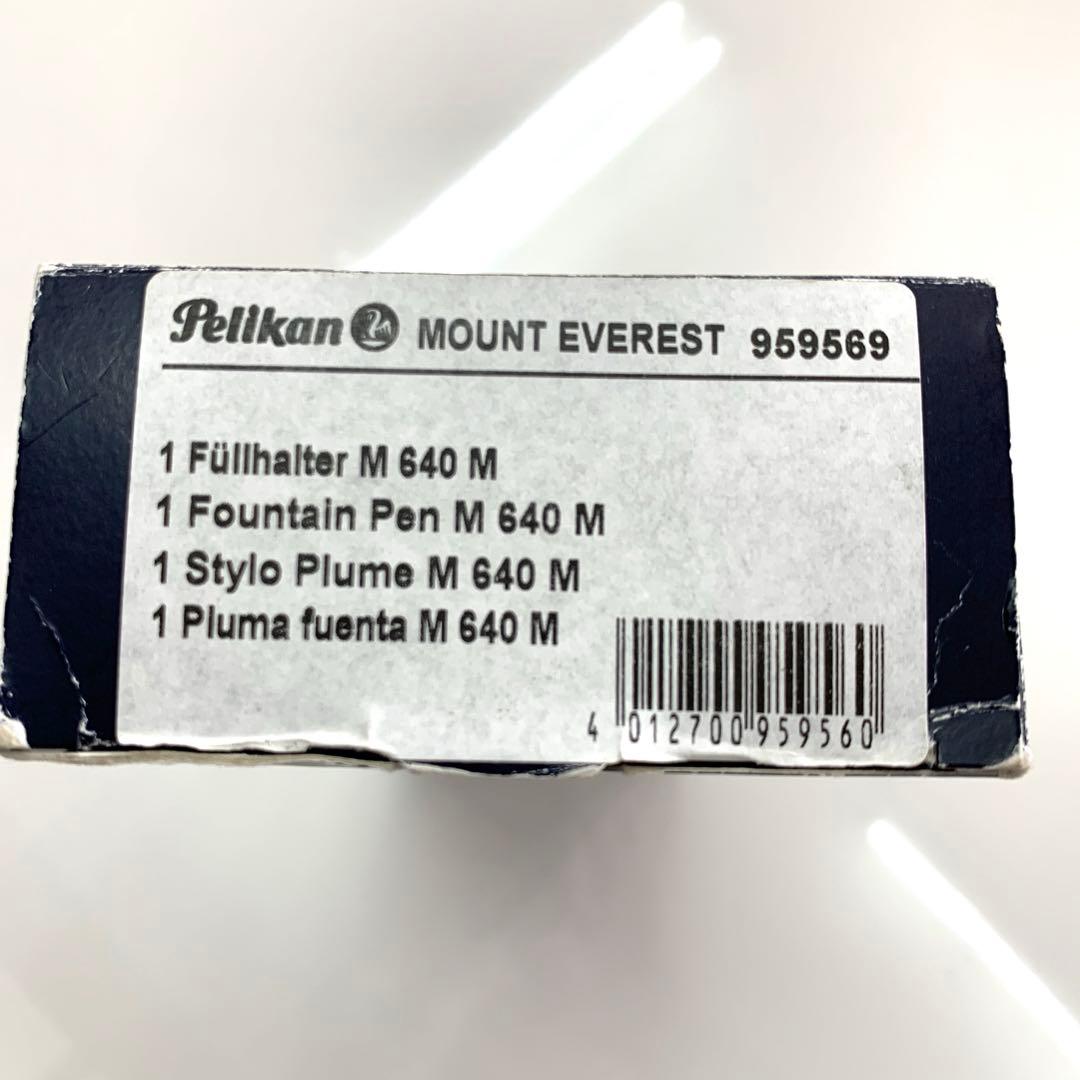 Pelikan MOUNT EVEREST 959569
1 Füllhalter M 640 M
1 Fountain Pen M 640 M
1 Stylo Plume M 640 M
1 Pluma fuenta M 640 M
4 012700 959560